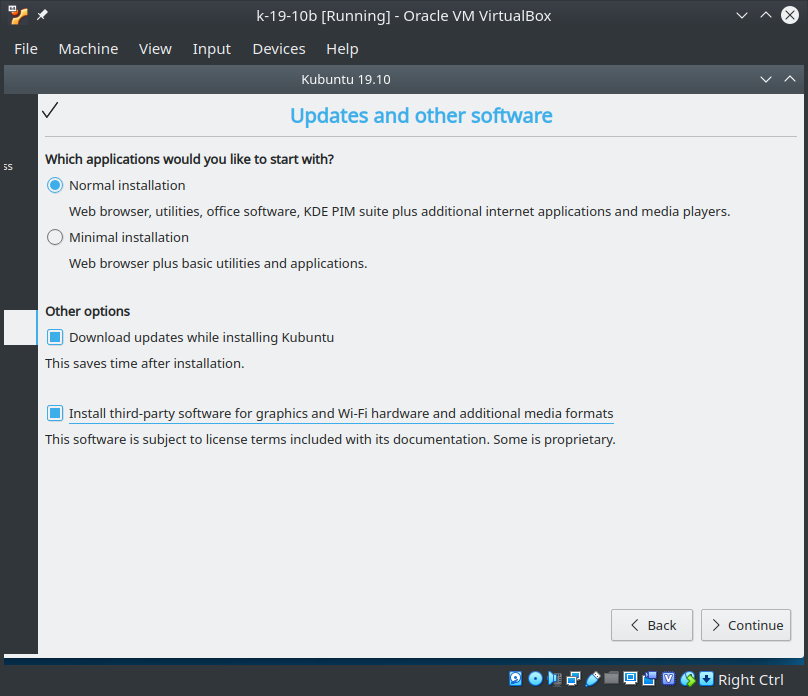 k-19-10b [Running] - Oracle VM VirtualBox
File Machine View Input Devices Help
Kubuntu 19.10
Updates and other software
ss
Which applications would you like to start with?
Normal installation
Web browser, utilities, office software, KDE PIM suite plus additional internet applications and media players.
Minimal installation
Web browser plus basic utilities and applications.
Other options
Download updates while installing Kubuntu
This saves time after installation.
Install third-party software for graphics and Wi-Fi hardware and additional media formats
This software is subject to license terms included with its documentation. Some is proprietary.
Back Continue
Right Ctrl